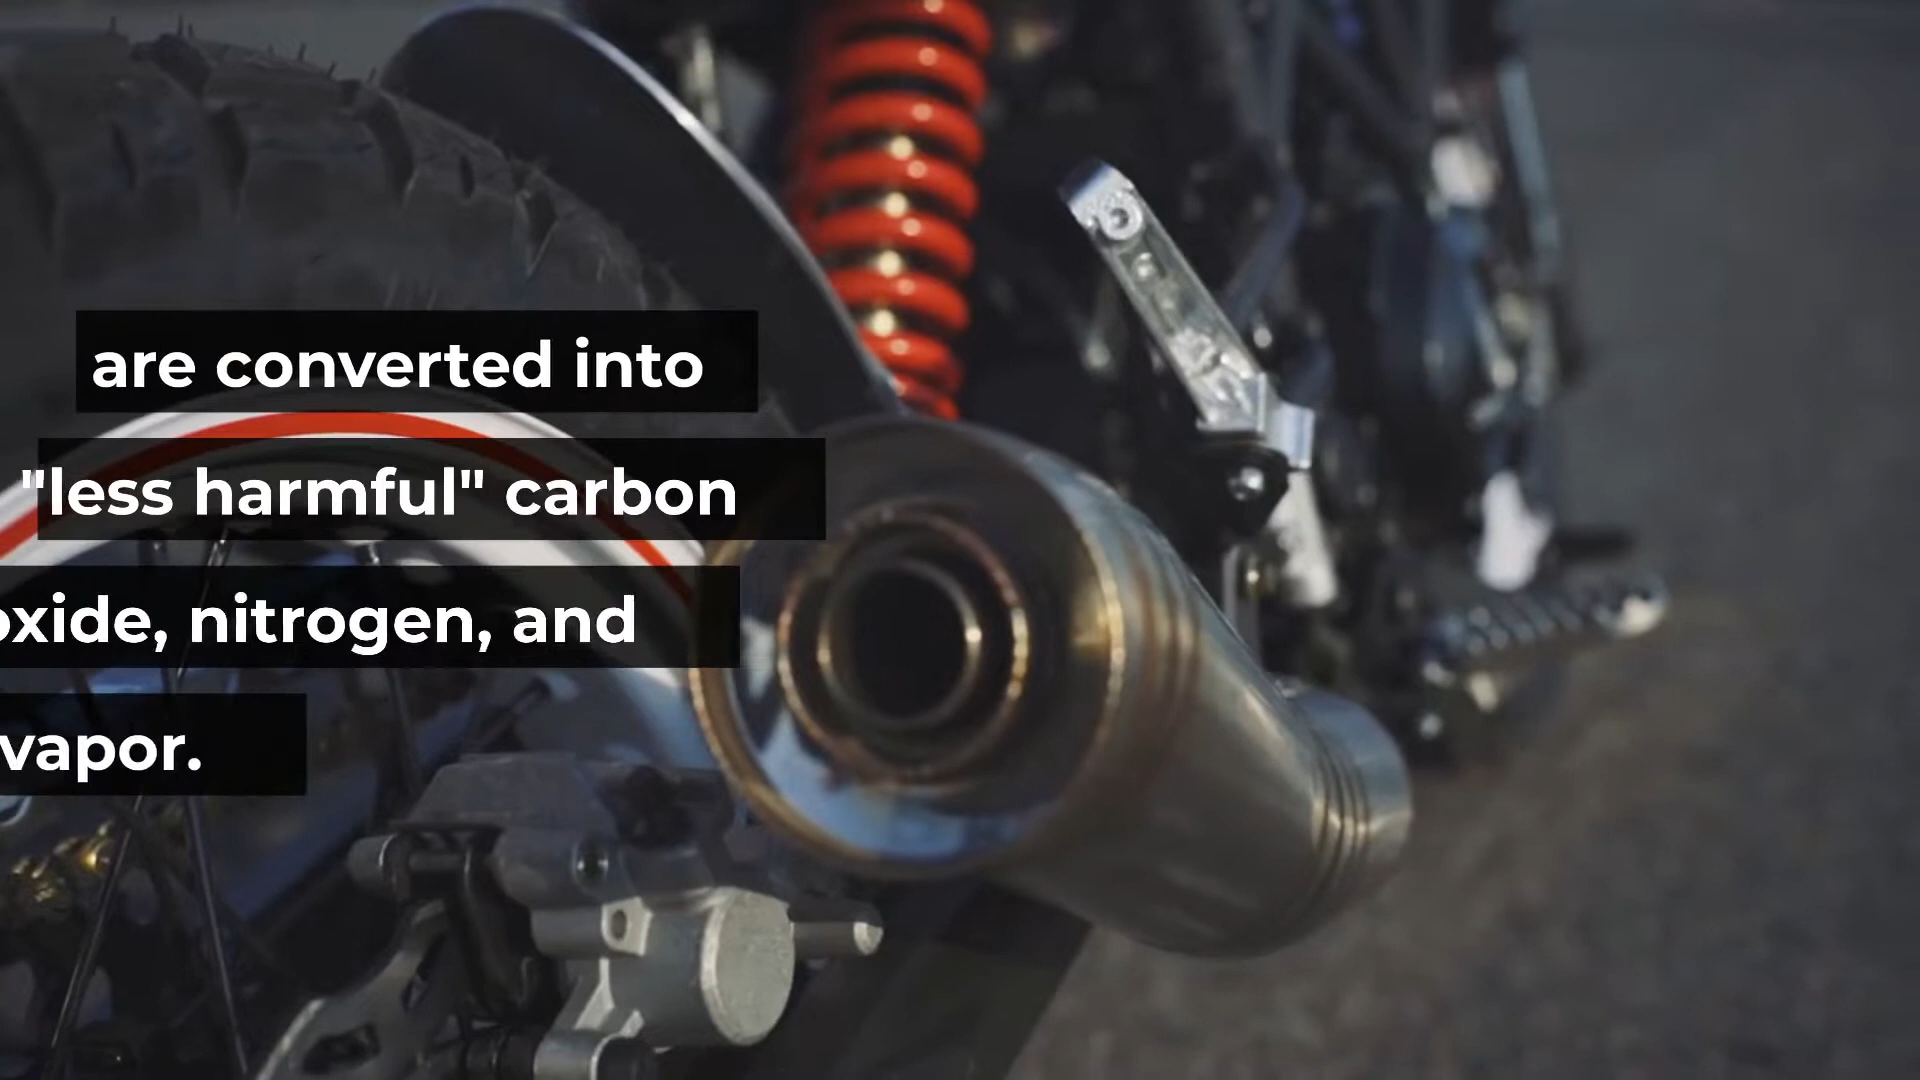 are converted into
"less harmful" carbon
oxide, nitrogen, and
vapor.